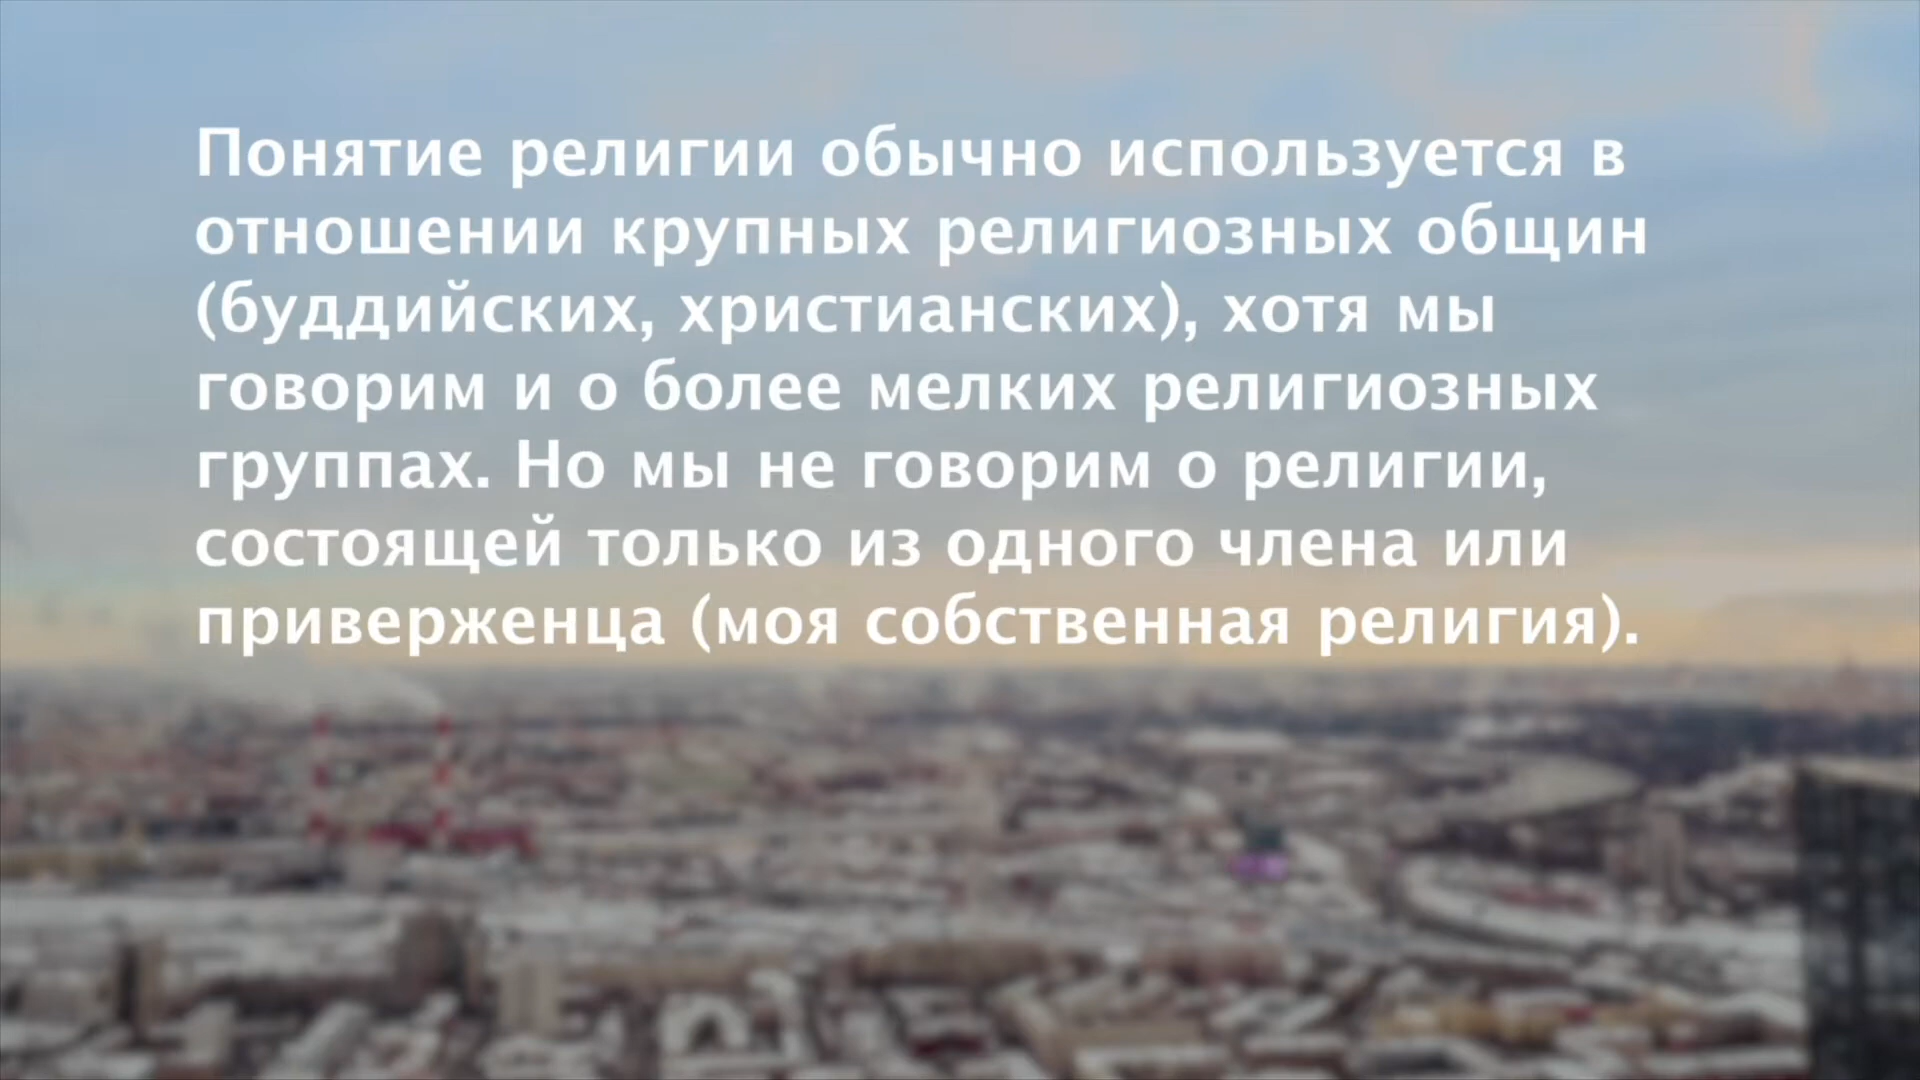 Понятие религии обычно используется в
отношении крупных религиозных общин
(буддийских, христианских), хотя мы
говорим и о более мелких религиозных
группах. Но мы не говорим о религии,
состоящей только из одного члена или
приверженца (моя собственная религия).